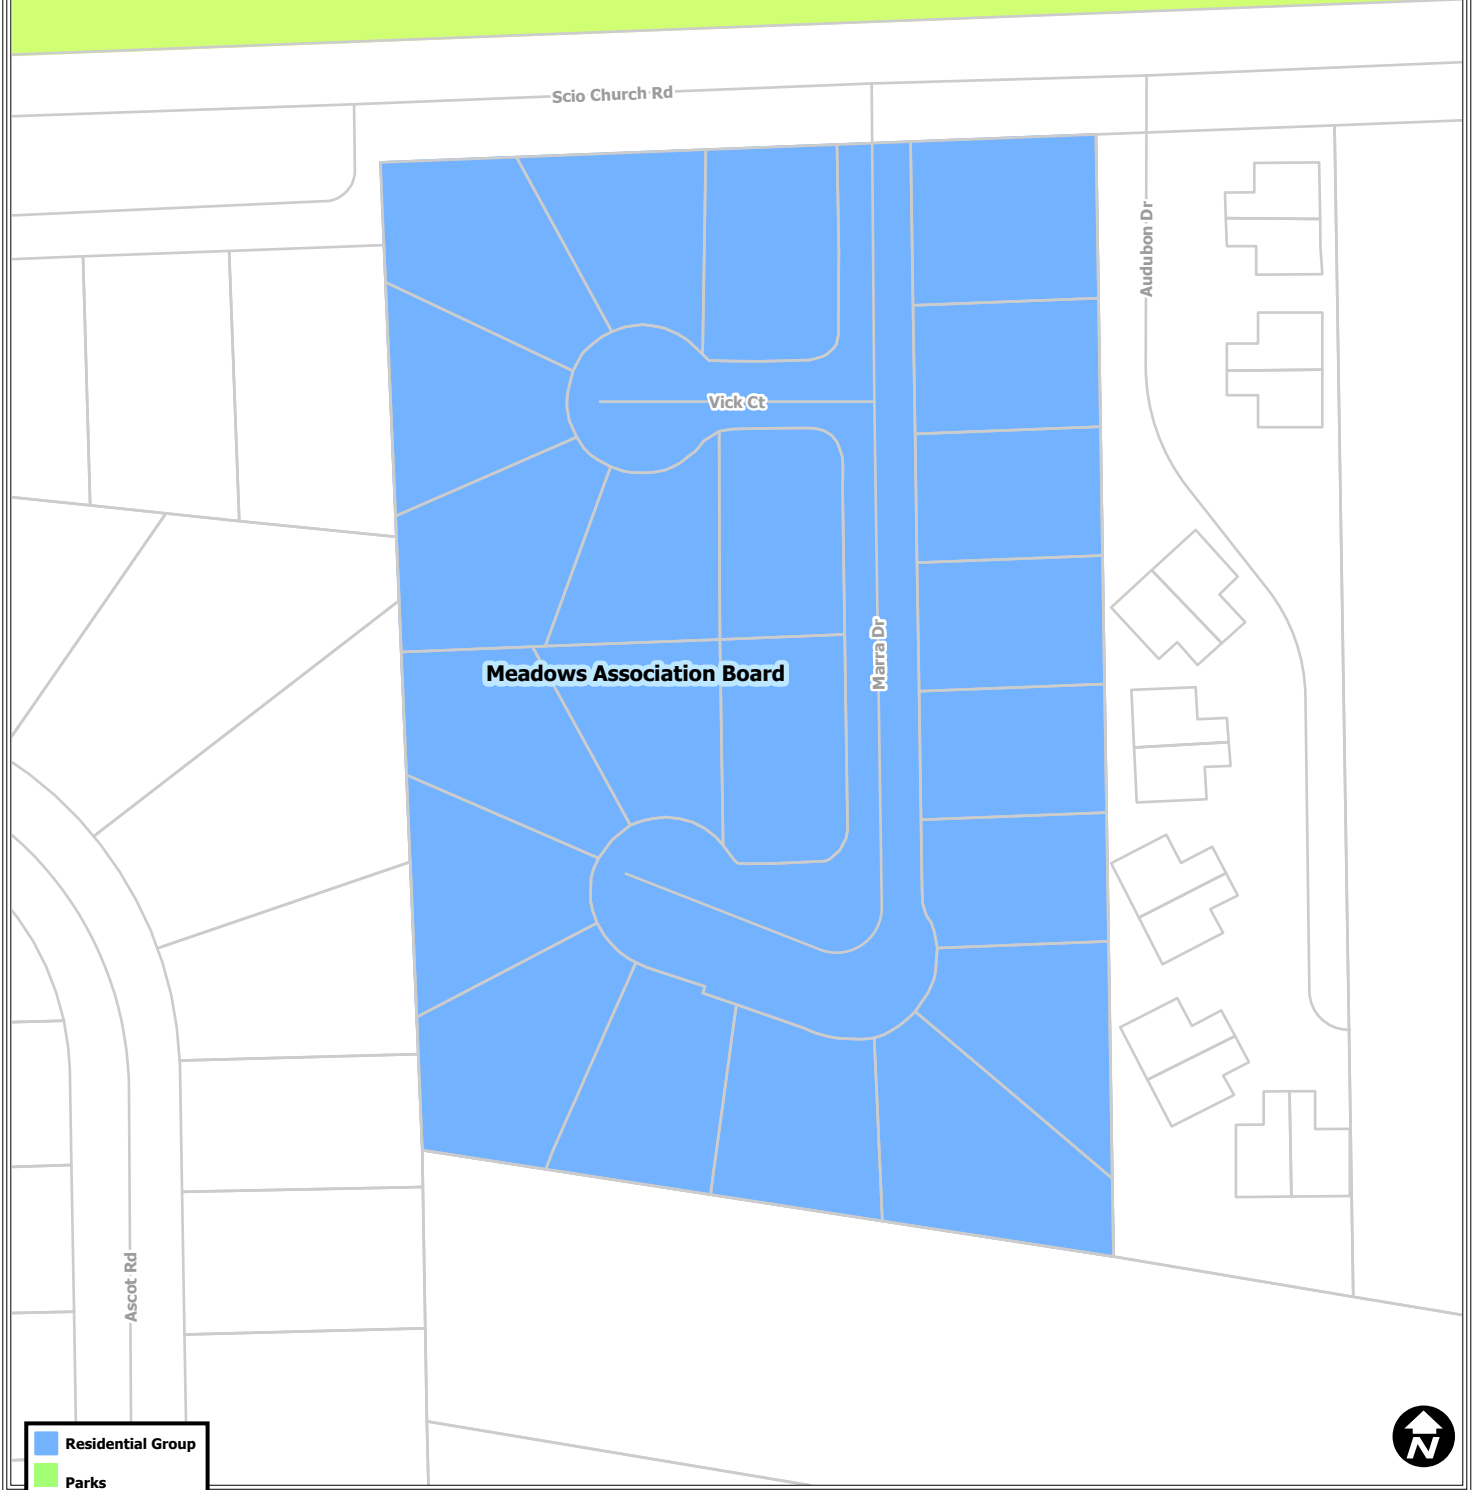 Scio Church Rd
Audubon Dr
Vick Ct
Marra Dr
Meadows Association Board
Ascot Rd
Residential Group
Parks
N